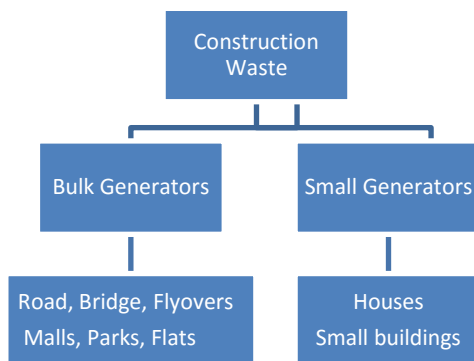 Construction
Waste
Bulk Generators
Small Generators
Road, Bridge, Flyovers
Malls, Parks, Flats
Houses
Small buildings